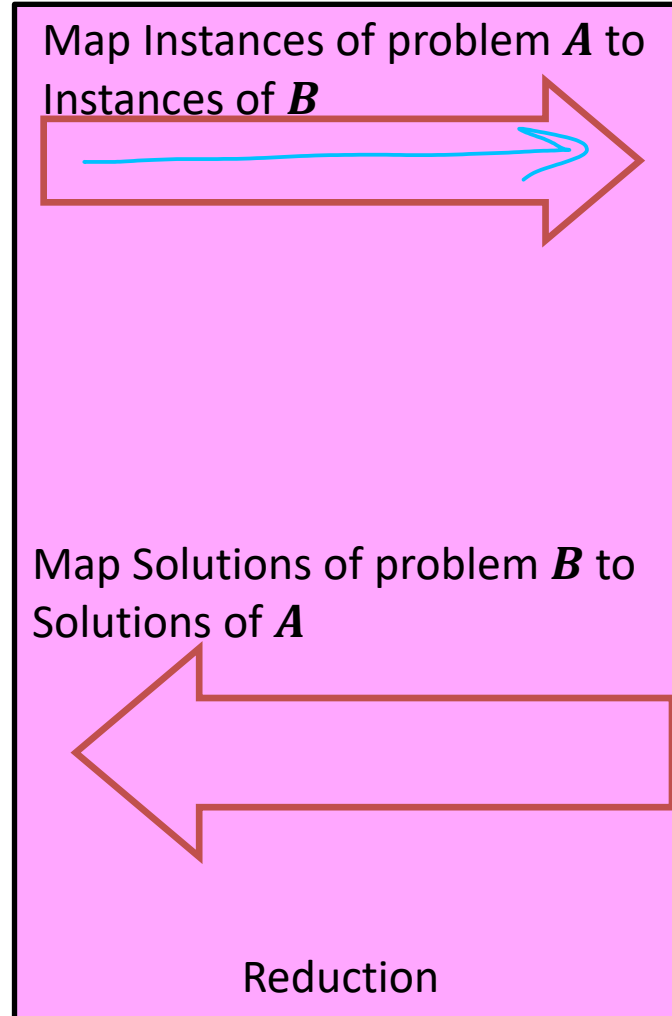 Map Instances of problem A to
Instances of B
Map Solutions of problem B to
Solutions of A
Reduction